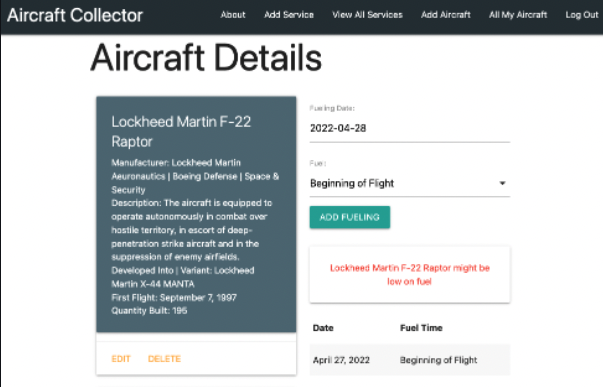 Aircraft Collector
About Add Service View All Services Add Aircraft All My Aircraft Log Out
Aircraft Details
Lockheed Martin F-22
Raptor
Manufacturer: Lockheed Martin
Aeuronautics | Boeing Defense | Space &
Security
Description: The aircraft is equipped to
operate autonomously in combat over
hostile territory, in escort of deep-
penetration strike aircraft and in the
suppression of enemy airfields.
Developed Into | Variant: Lockheed
Martin X-44 MANTA
First Flight: September 7, 1997
Quantity Built: 195
EDIT DELETE
Fueling Date:
2022-04-28
Fuel:
Beginning of Flight
ADD FUELING
Lockheed Martin F-22 Raptor might be
low on fuel
Date Fuel Time
April 27, 2022 Beginning of Flight